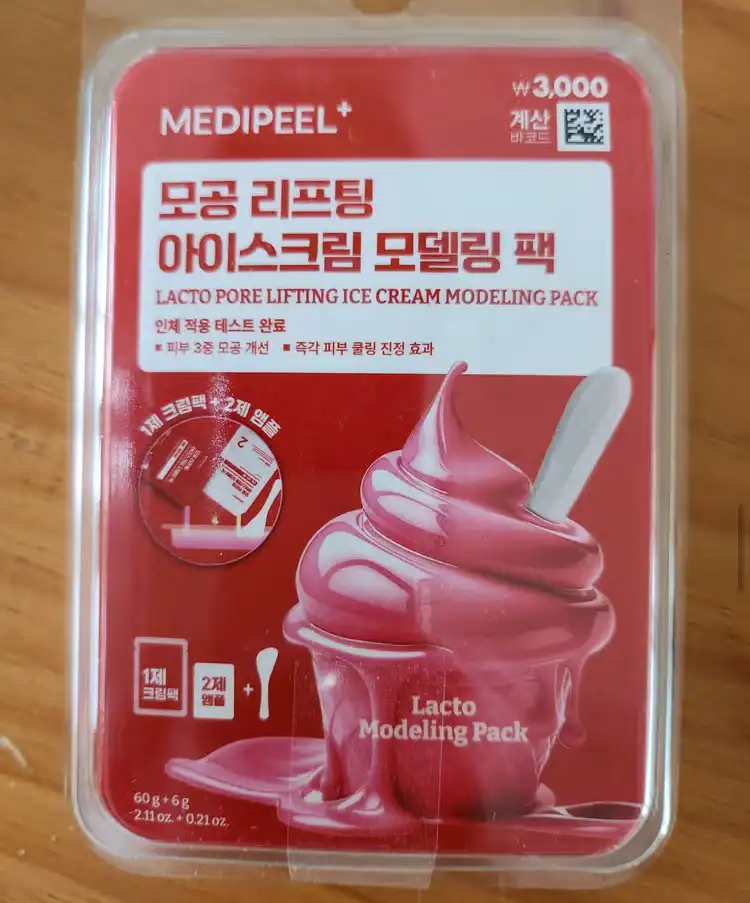 MEDIPEEL+
₩3,000
계산
바코드
모공 리프팅
아이스크림 모델링 팩
LACTO PORE LIFTING ICE CREAM MODELING PACK
인체 적용 테스트 완료
▪ 피부 3중 모공 개선 ▪ 즉각 피부 쿨링 진정 효과
1제 크림팩 + 2제 앰플
2
1제
크림팩
2제
앰플
+
Lacto
Modeling Pack
60 g + 6 g
2.11 oz. + 0.21 oz.